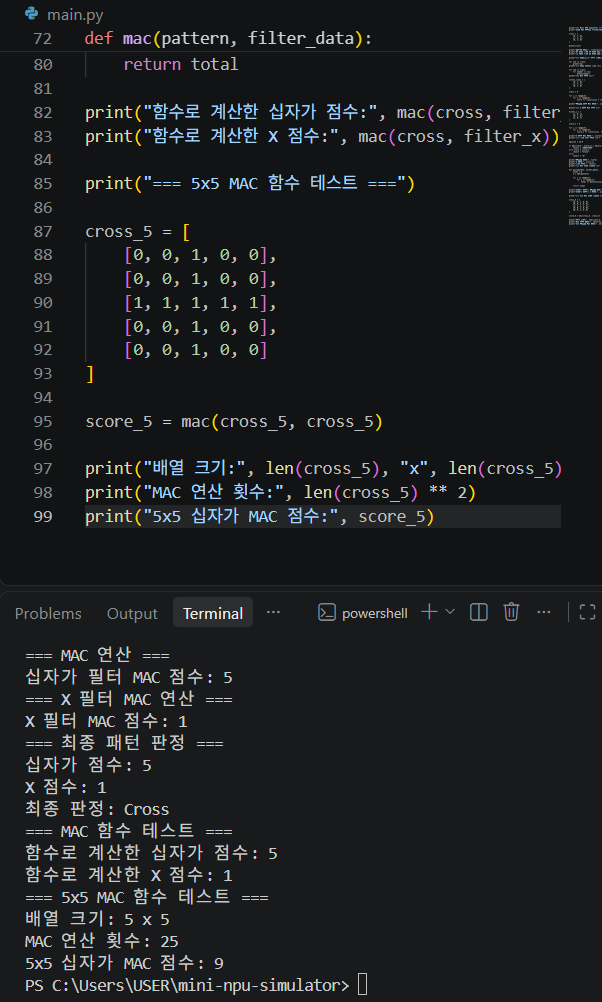 main.py
72 def mac(pattern, filter_data):
80 return total
81
82 print("함수로 계산한 십자가 점수:", mac(cross, filter_
83 print("함수로 계산한 X 점수:", mac(cross, filter_x))
84
85 print("=== 5x5 MAC 함수 테스트 ===")
86
87 cross_5 = [
88 [0, 0, 1, 0, 0],
89 [0, 0, 1, 0, 0],
90 [1, 1, 1, 1, 1],
91 [0, 0, 1, 0, 0],
92 [0, 0, 1, 0, 0]
93 ]
94
95 score_5 = mac(cross_5, cross_5)
96
97 print("배열 크기:", len(cross_5), "x", len(cross_5)
98 print("MAC 연산 횟수:", len(cross_5) ** 2)
99 print("5x5 십자가 MAC 점수:", score_5)
Problems Output Terminal ··· powershell ···
=== MAC 연산 ===
십자가 필터 MAC 점수: 5
=== X 필터 MAC 연산 ===
X 필터 MAC 점수: 1
=== 최종 패턴 판정 ===
십자가 점수: 5
X 점수: 1
최종 판정: Cross
=== MAC 함수 테스트 ===
함수로 계산한 십자가 점수: 5
함수로 계산한 X 점수: 1
=== 5x5 MAC 함수 테스트 ===
배열 크기: 5 x 5
MAC 연산 횟수: 25
5x5 십자가 MAC 점수: 9
PS C:\Users\USER\mini-npu-simulator>